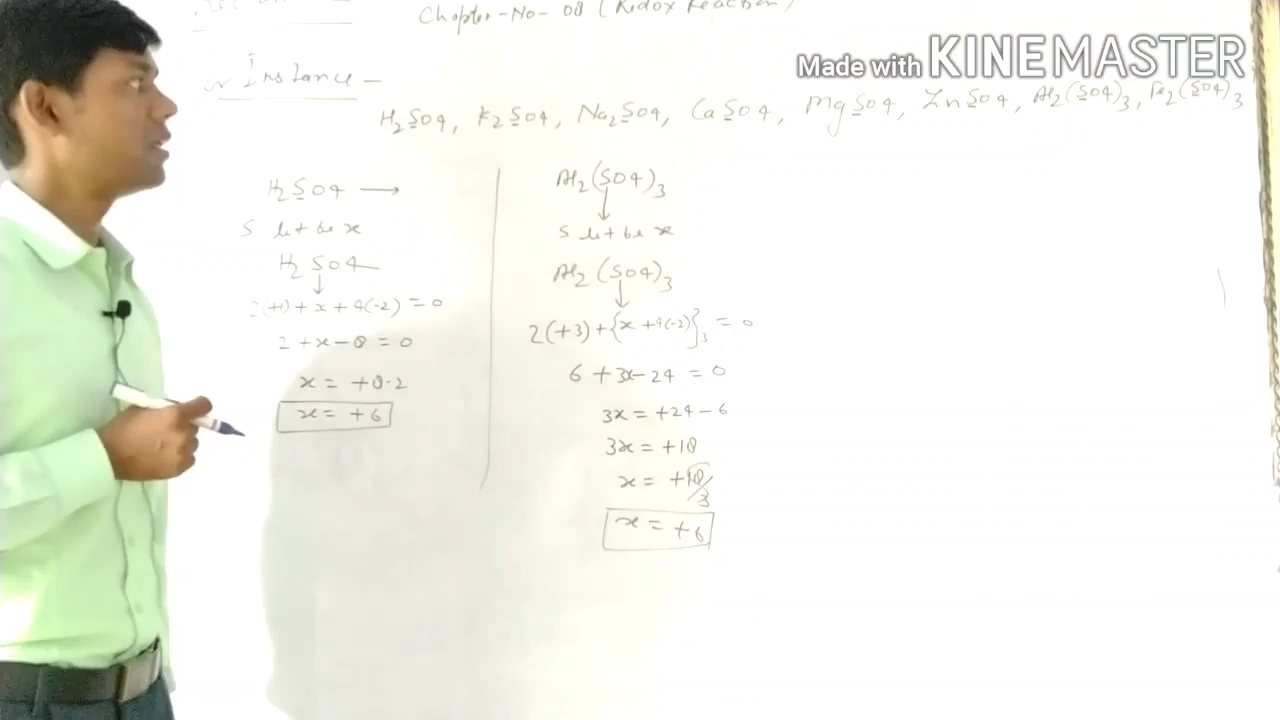 Chapter-No-08 (Redox Reaction)
Made with KINEMASTER
Instance -
H2SO4, K2SO4, Na2SO4, CaSO4, MgSO4, ZnSO4, Al2(SO4)3, Fe2(SO4)3
H2SO4 →
S let be x
H2SO4
2(+1) + x + 4(-2) = 0
2 + x - 8 = 0
x = +8-2
x = +6
Al2(SO4)3
S let be x
Al2(SO4)3
2(+3) + {x + 4(-2)}3 = 0
6 + 3x - 24 = 0
3x = +24 - 6
3x = +18
x = +18/3
x = +6